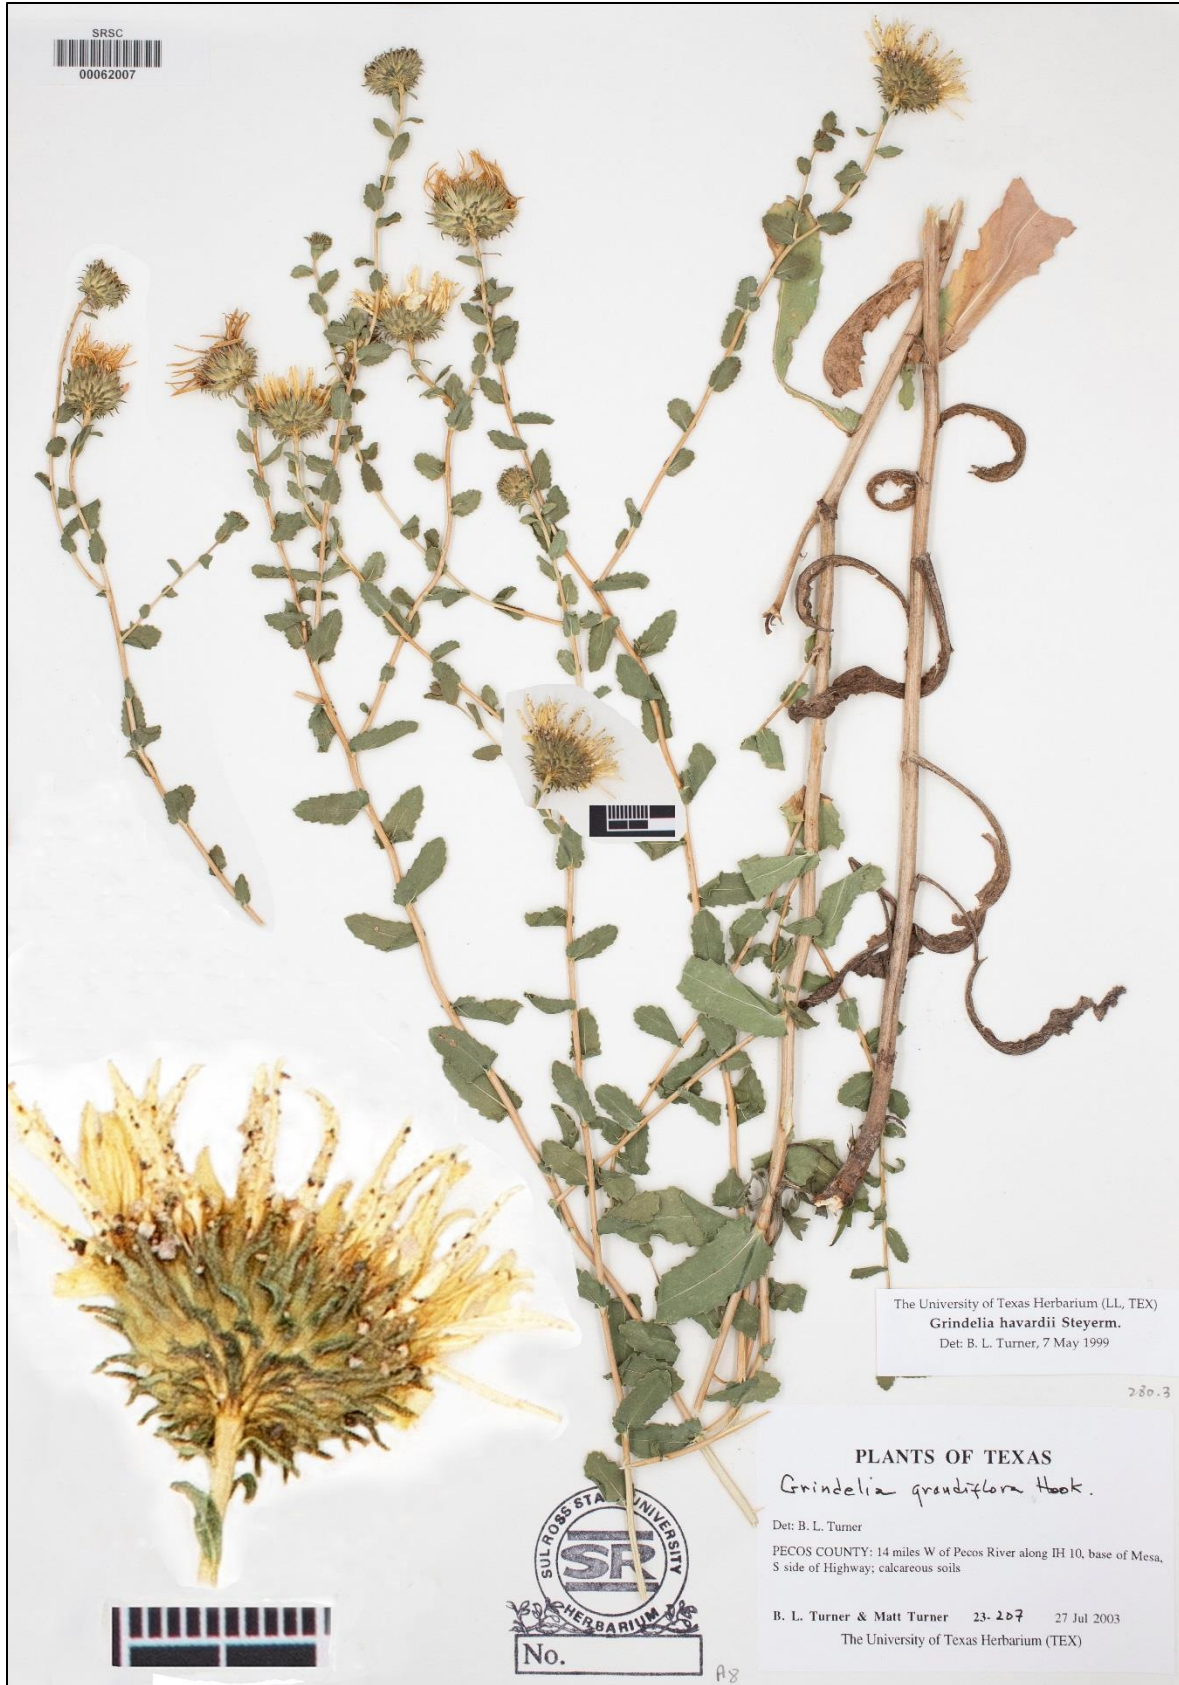 SRSC
00062007
The University of Texas Herbarium (LL, TEX)
Grindelia havardii Steyerm.
Det: B. L. Turner, 7 May 1999
280.3
PLANTS OF TEXAS
Grindelia grandiflora Hook.
Det: B. L. Turner
PECOS COUNTY: 14 miles W of Pecos River along IH 10, base of Mesa,
S side of Highway; calcareous soils
B. L. Turner & Matt Turner 23-207 27 Jul 2003
The University of Texas Herbarium (TEX)
SUL ROSS STATE UNIVERSITY
SR
HERBARIUM
No.
A8